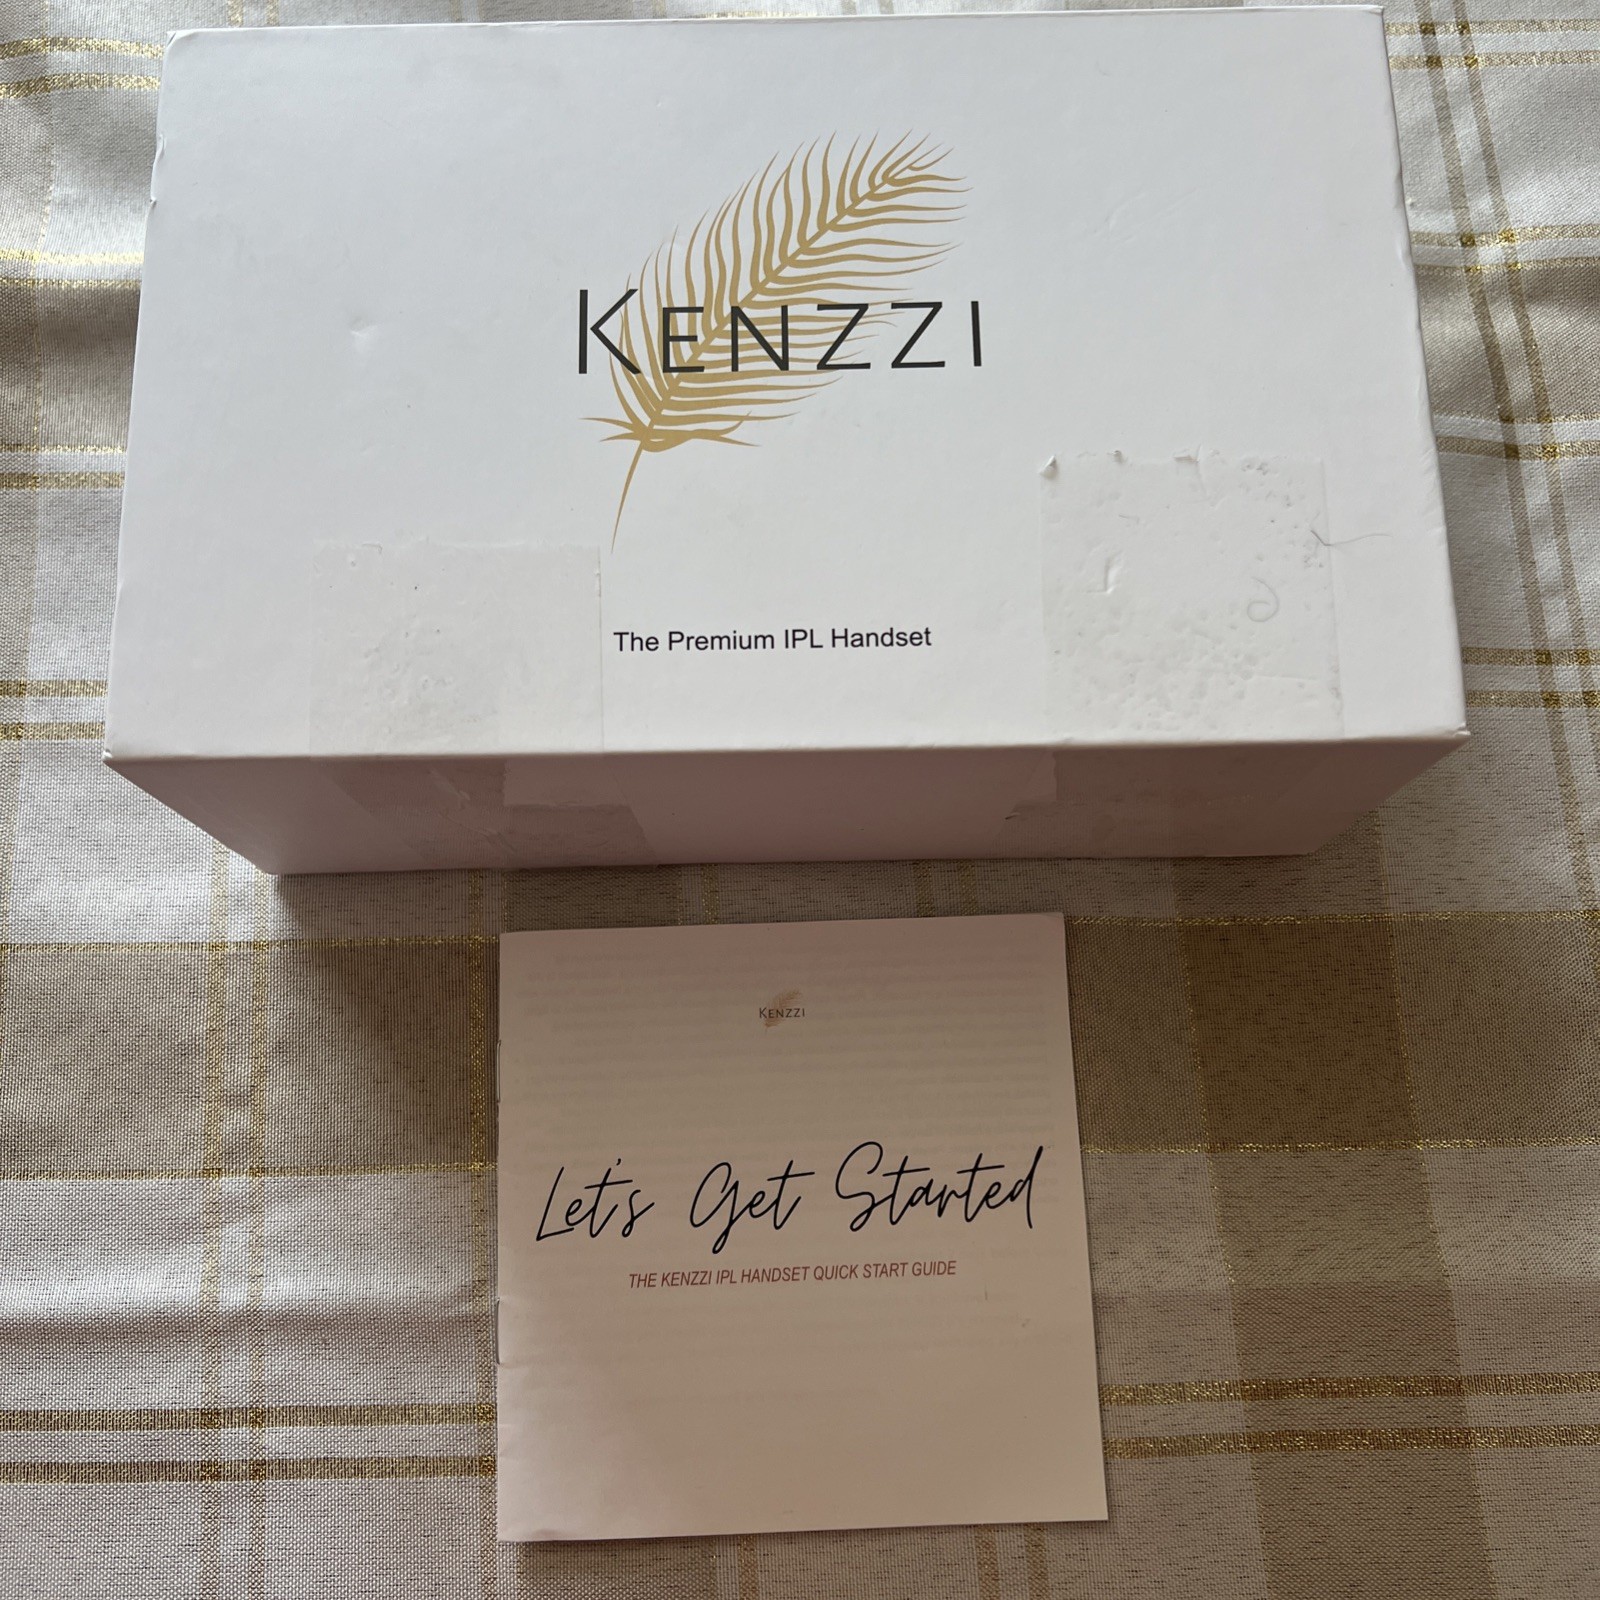 KENZZI
The Premium IPL Handset
KENZZI
Let's Get Started
THE KENZZI IPL HANDSET QUICK START GUIDE